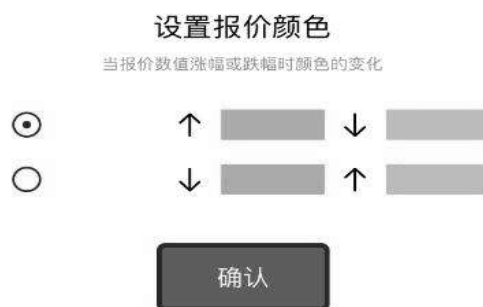 设置报价颜色
当报价数值涨幅或跌幅时颜色的变化
↑ ↓
↓ ↑
确认